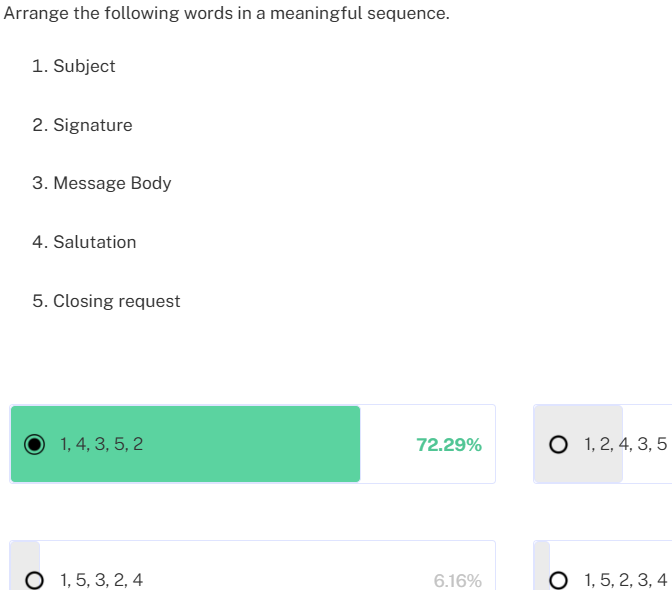 Arrange the following words in a meaningful sequence.
1. Subject
2. Signature
3. Message Body
4. Salutation
5. Closing request
1, 4, 3, 5, 2 72.29% 1, 2, 4, 3, 5
1, 5, 3, 2, 4 6.16% 1, 5, 2, 3, 4